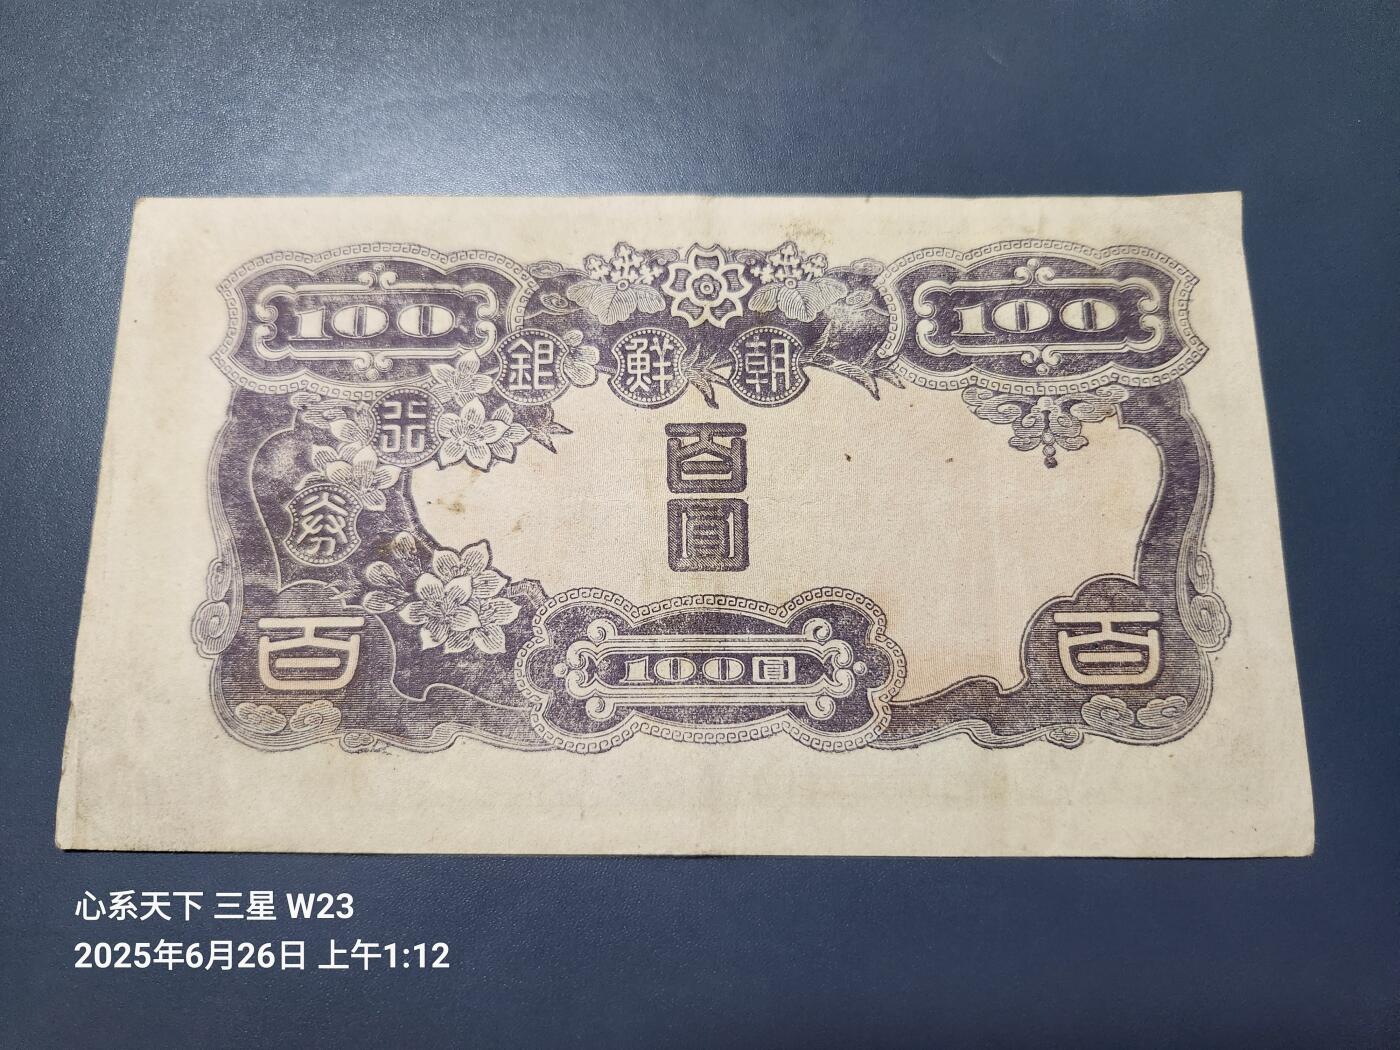 100 100
朝鮮銀行券
百圓
百 百
100圓
心系天下 三星 W23
2025年6月26日 上午1:12